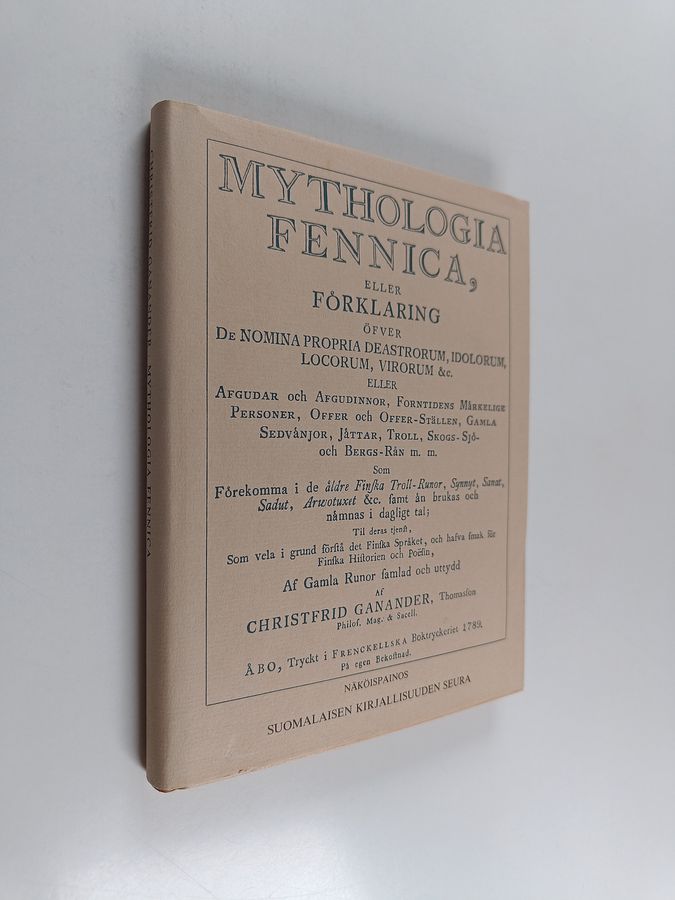 MYTHOLOGIA
FENNICA,
ELLER
FÖRKLARING
ÖFVER
DE NOMINA PROPRIA DEASTRORUM, IDOLORUM,
LOCORUM, VIRORUM &c.
ELLER
AFGUDAR och AFGUDINNOR, FORNTIDENS MÄRKELIGE
PERSONER, OFFER och OFFER-STÄLLEN, GAMLA
SEDVÄNJOR, JÄTTAR, TROLL, SKOGS- SJÖ-
och BERGS-RÅN m. m.
Som
Förekomma i de äldre Finſka Troll-Runor, Synnyt, Sanat,
Sadut, Arwotuxet &c. ſamt än brukas och
nämnas i dagligt tal;
Til deras tjenſt,
Som vela i grund förſtå det Finſka Språket, och hafva ſmak för
Finſka Hiſtorien och Poëſin,
Af Gamla Runor ſamlad och uttydd
Af
CHRISTFRID GANANDER, Thomasſon
Philoſ. Mag. & Sacell.
ÅBO, Tryckt i FRENCKELLSKA Boktryckeriet 1789.
På egen Bekoſtnad.
NÄKÖISPAINOS
SUOMALAISEN KIRJALLISUUDEN SEURA
CHRISTFRID GANANDER MYTHOLOGIA FENNICA